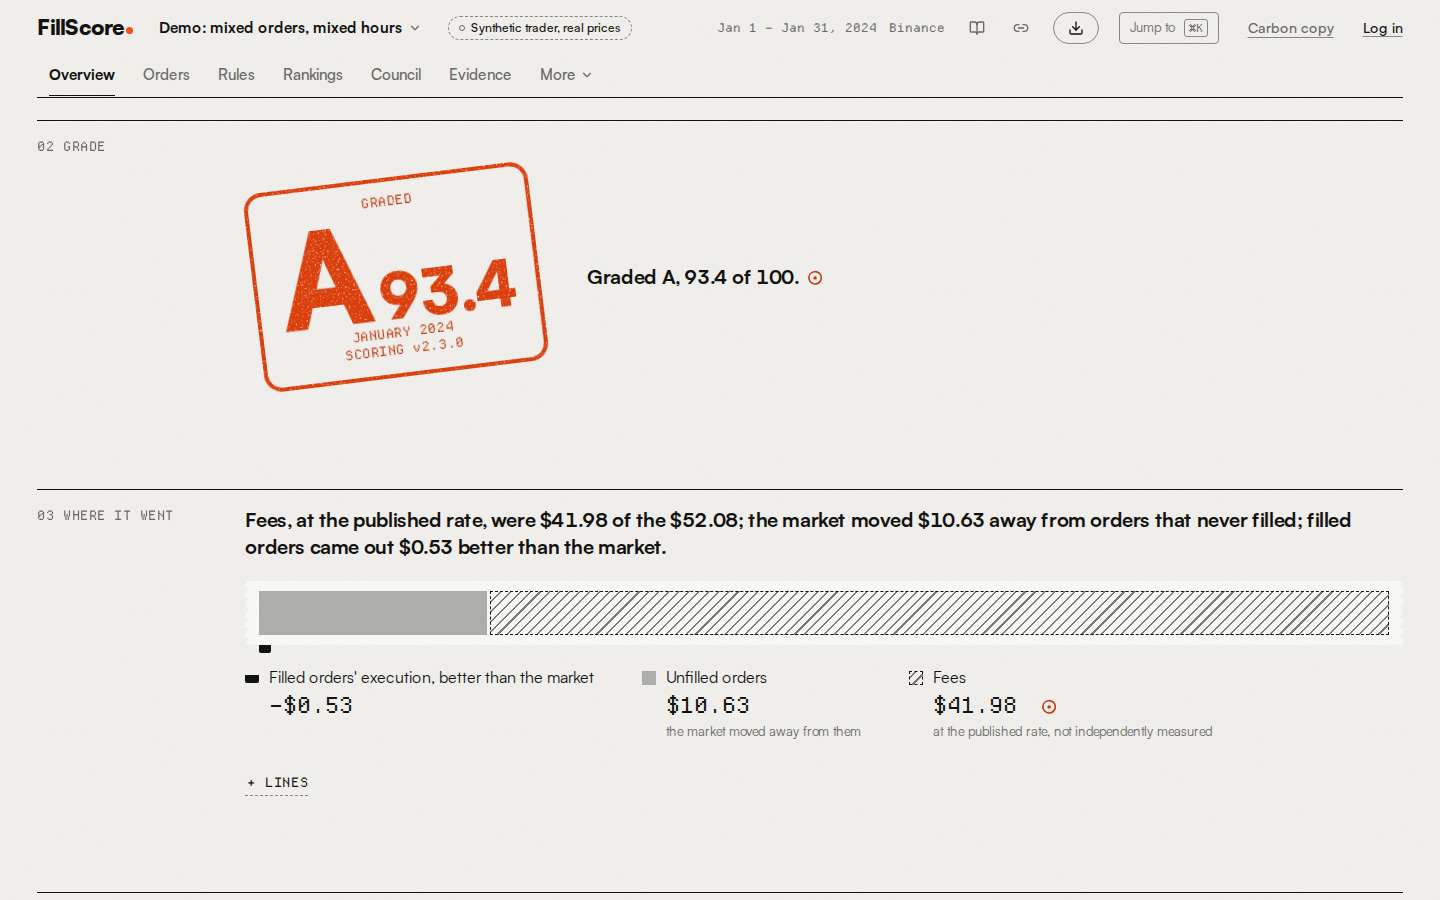 FillScore
Demo: mixed orders, mixed hours
Synthetic trader, real prices
Jan 1 – Jan 31, 2024 Binance
Jump to ⌘K
Carbon copy
Log in
Overview Orders Rules Rankings Council Evidence More
02 GRADE
GRADED
A 93.4
JANUARY 2024
SCORING v2.3.0
Graded A, 93.4 of 100.
03 WHERE IT WENT
Fees, at the published rate, were $41.98 of the $52.08; the market moved $10.63 away from orders that never filled; filled
orders came out $0.53 better than the market.
Filled orders' execution, better than the market
−$0.53
Unfilled orders
$10.63
the market moved away from them
Fees
$41.98
at the published rate, not independently measured
+ LINES